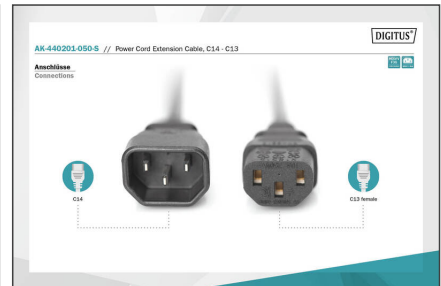 DIGITUS®
AK-440201-050-S // Power Cord Extension Cable, C14 - C13
Anschlüsse
Connections
C14
C13 female